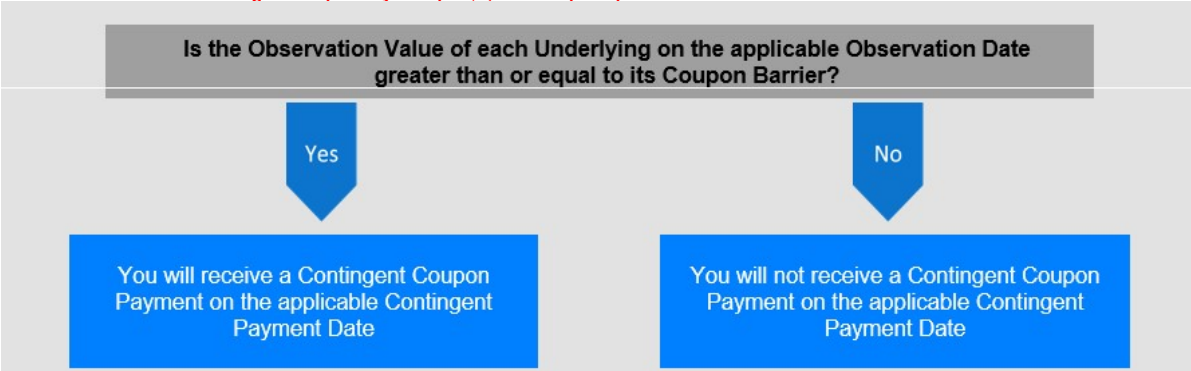 Is the Observation Value of each Underlying on the applicable Observation Date
greater than or equal to its Coupon Barrier?
Yes
No
You will receive a Contingent Coupon
Payment on the applicable Contingent
Payment Date
You will not receive a Contingent Coupon
Payment on the applicable Contingent
Payment Date